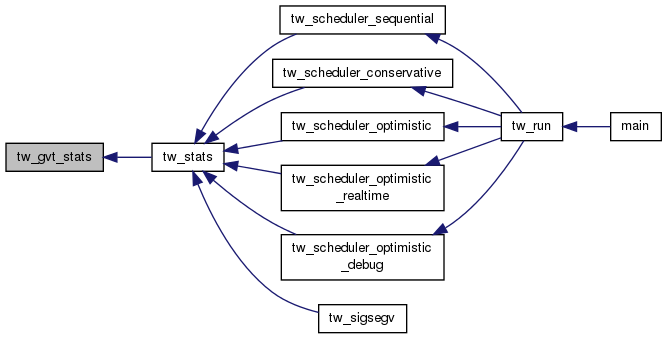 tw_scheduler_sequential
tw_scheduler_conservative
tw_scheduler_optimistic
tw_run
main
tw_gvt_stats
tw_stats
tw_scheduler_optimistic
_realtime
tw_scheduler_optimistic
_debug
tw_sigsegv